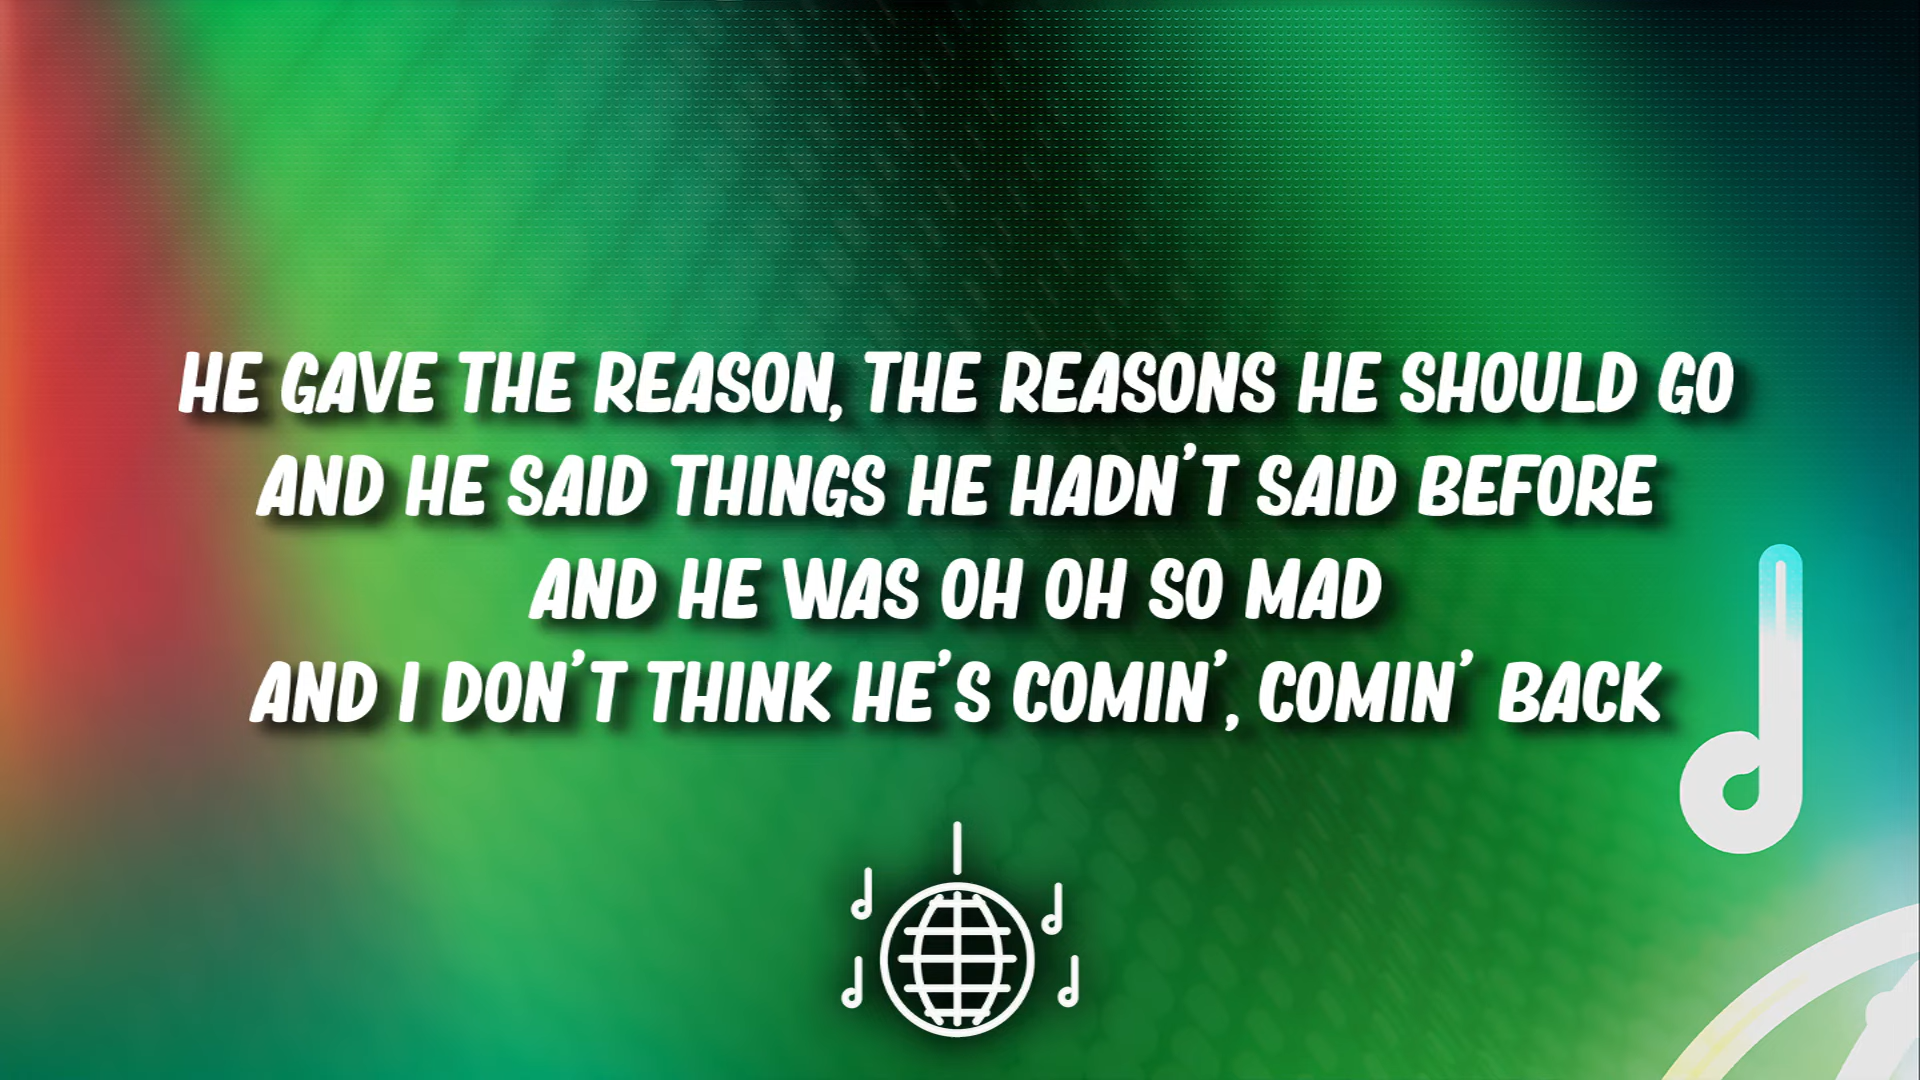 HE GAVE THE REASON, THE REASONS HE SHOULD GO
AND HE SAID THINGS HE HADN'T SAID BEFORE
AND HE WAS OH OH SO MAD
AND I DON'T THINK HE'S COMIN', COMIN' BACK